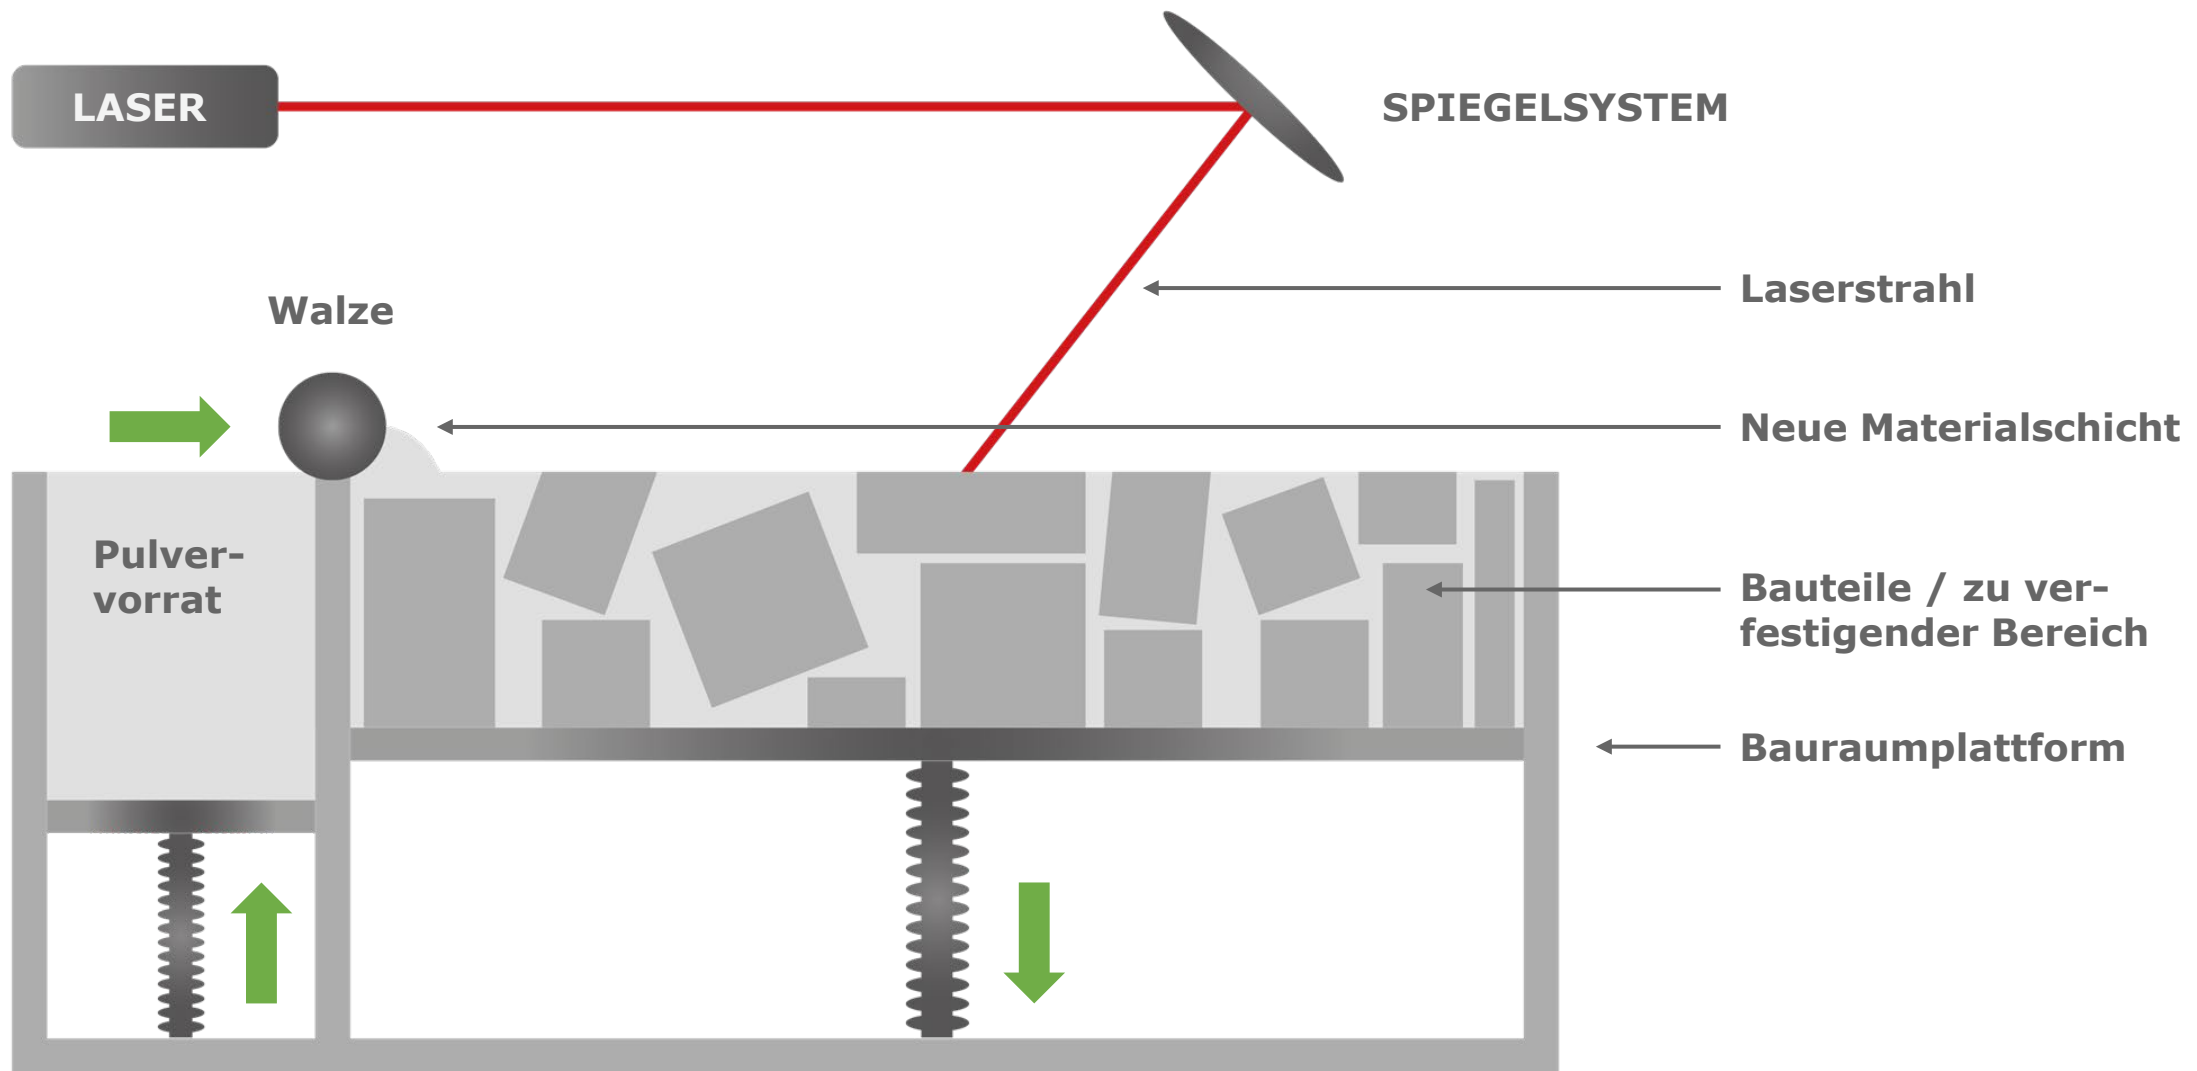 LASER
SPIEGELSYSTEM
Laserstrahl
Walze
Neue Materialschicht
Pulver-
vorrat
Bauteile / zu ver-
festigender Bereich
Bauraumplattform